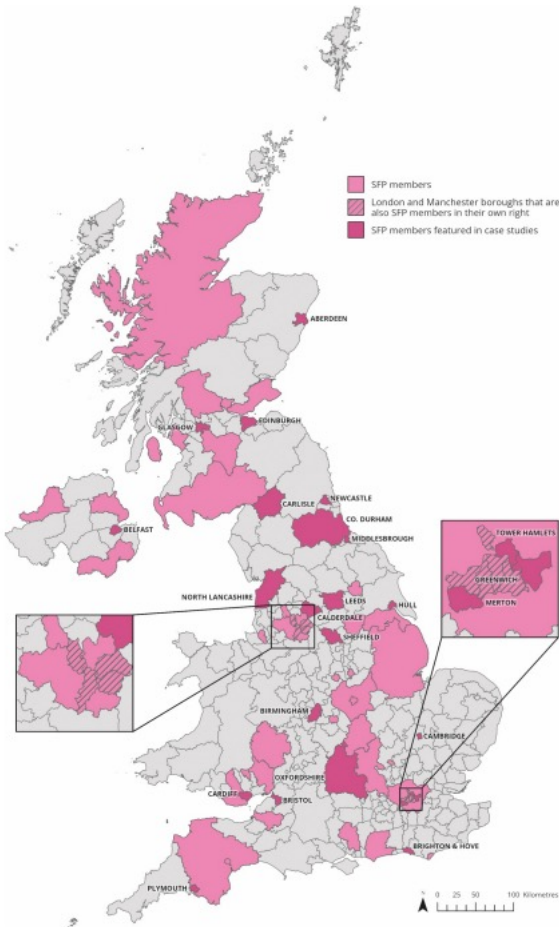 SFP members
London and Manchester boroughs that are
also SFP members in their own right
SFP members featured in case studies
ABERDEEN
GLASGOW
EDINBURGH
BELFAST
CARLISLE
NEWCASTLE
CO. DURHAM
MIDDLESBROUGH
NORTH LANCASHIRE
LEEDS
HULL
CALDERDALE
SHEFFIELD
TOWER HAMLETS
GREENWICH
MERTON
BIRMINGHAM
CAMBRIDGE
OXFORDSHIRE
CARDIFF
BRISTOL
BRIGHTON & HOVE
PLYMOUTH
N
0 25 50 100 Kilometres